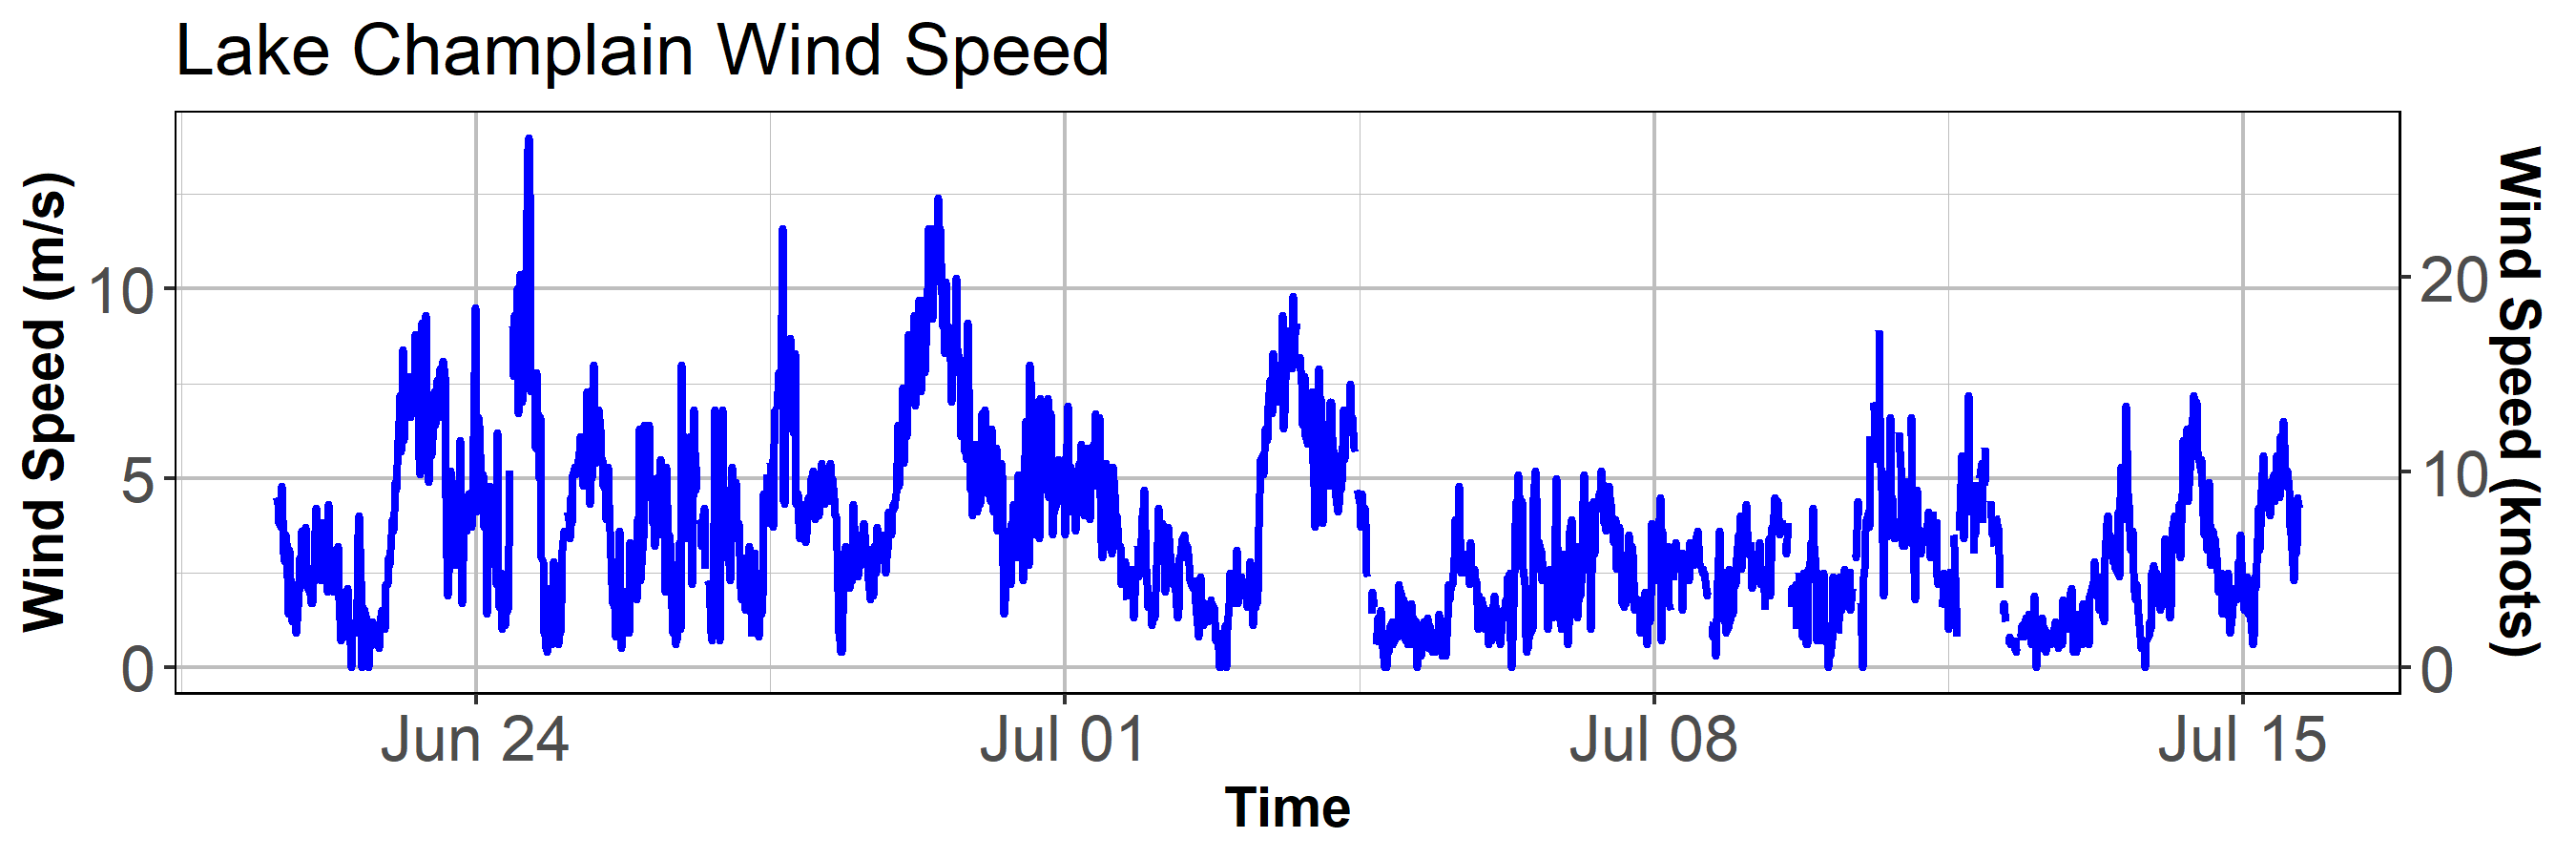 Lake Champlain Wind Speed
Wind Speed (m/s)
10
5
0
20
10
0
Wind Speed (knots)
Jun 24
Jul 01
Jul 08
Jul 15
Time